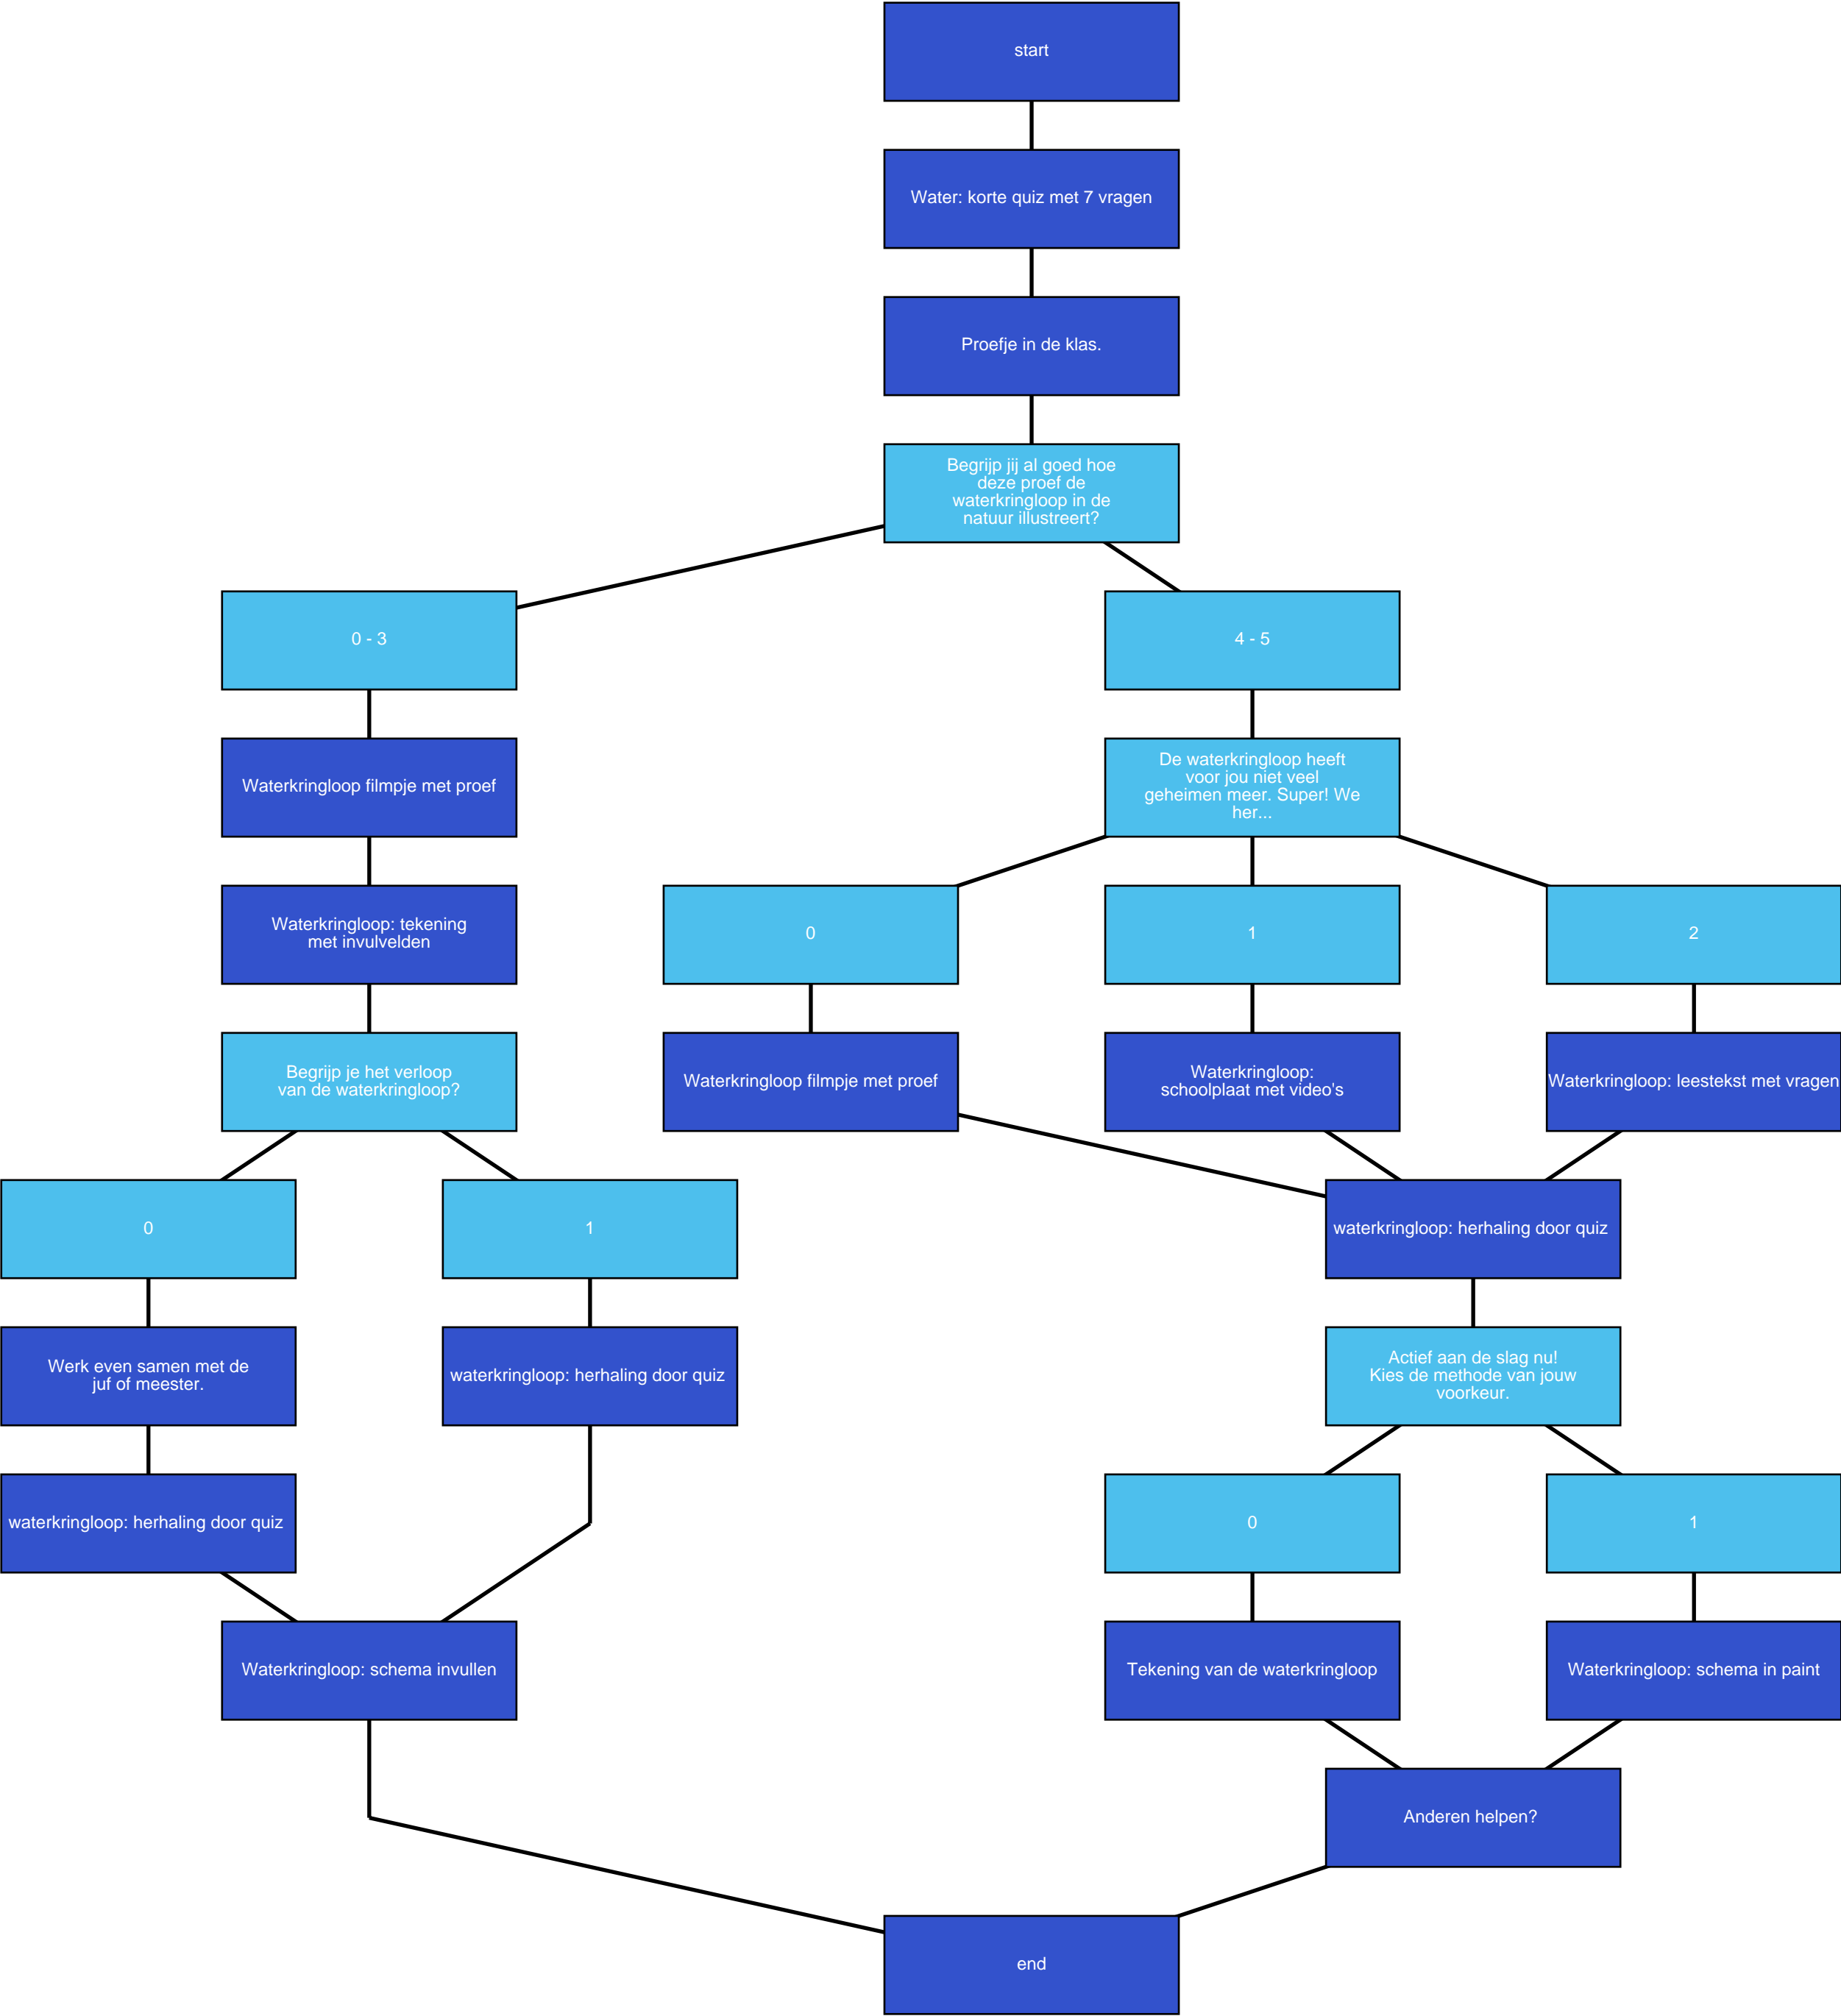 start
Water: korte quiz met 7 vragen
Proefje in de klas.
Begrijp jij al goed hoe
deze proef de
waterkringloop in de
natuur illustreert?
0 - 3
4 - 5
Waterkringloop filmpje met proef
De waterkringloop heeft
voor jou niet veel
geheimen meer. Super! We
her...
Waterkringloop: tekening
met invulvelden
0
1
2
Begrijp je het verloop
van de waterkringloop?
Waterkringloop filmpje met proef
Waterkringloop:
schoolplaat met video's
Waterkringloop: leestekst met vragen
0
1
waterkringloop: herhaling door quiz
Werk even samen met de
juf of meester.
waterkringloop: herhaling door quiz
Actief aan de slag nu!
Kies de methode van jouw
voorkeur.
waterkringloop: herhaling door quiz
0
1
Waterkringloop: schema invullen
Tekening van de waterkringloop
Waterkringloop: schema in paint
Anderen helpen?
end